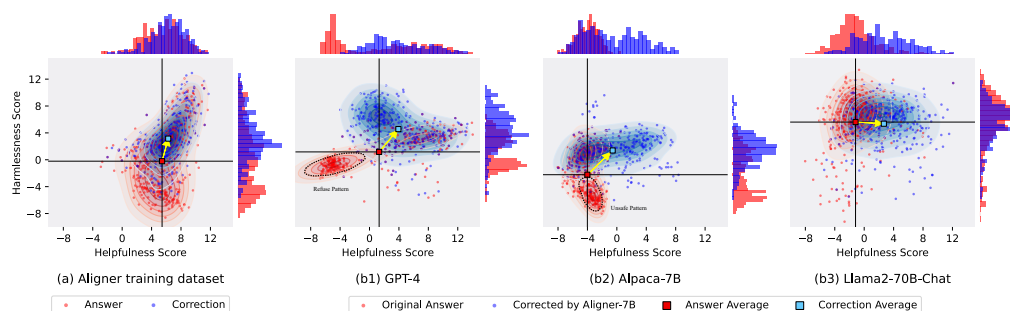 Harmlessness Score
12
8
4
0
−4
−8
−8 −4 0 4 8 12
Helpfulness Score
(a) Aligner training dataset
Refuse Pattern
−8 −4 0 4 8 12
Helpfulness Score
(b1) GPT-4
Unsafe Pattern
−8 −4 0 4 8 12
Helpfulness Score
(b2) Alpaca-7B
−8 −4 0 4 8 12
Helpfulness Score
(b3) Llama2-70B-Chat
Answer Correction
Original Answer Corrected by Aligner-7B Answer Average Correction Average